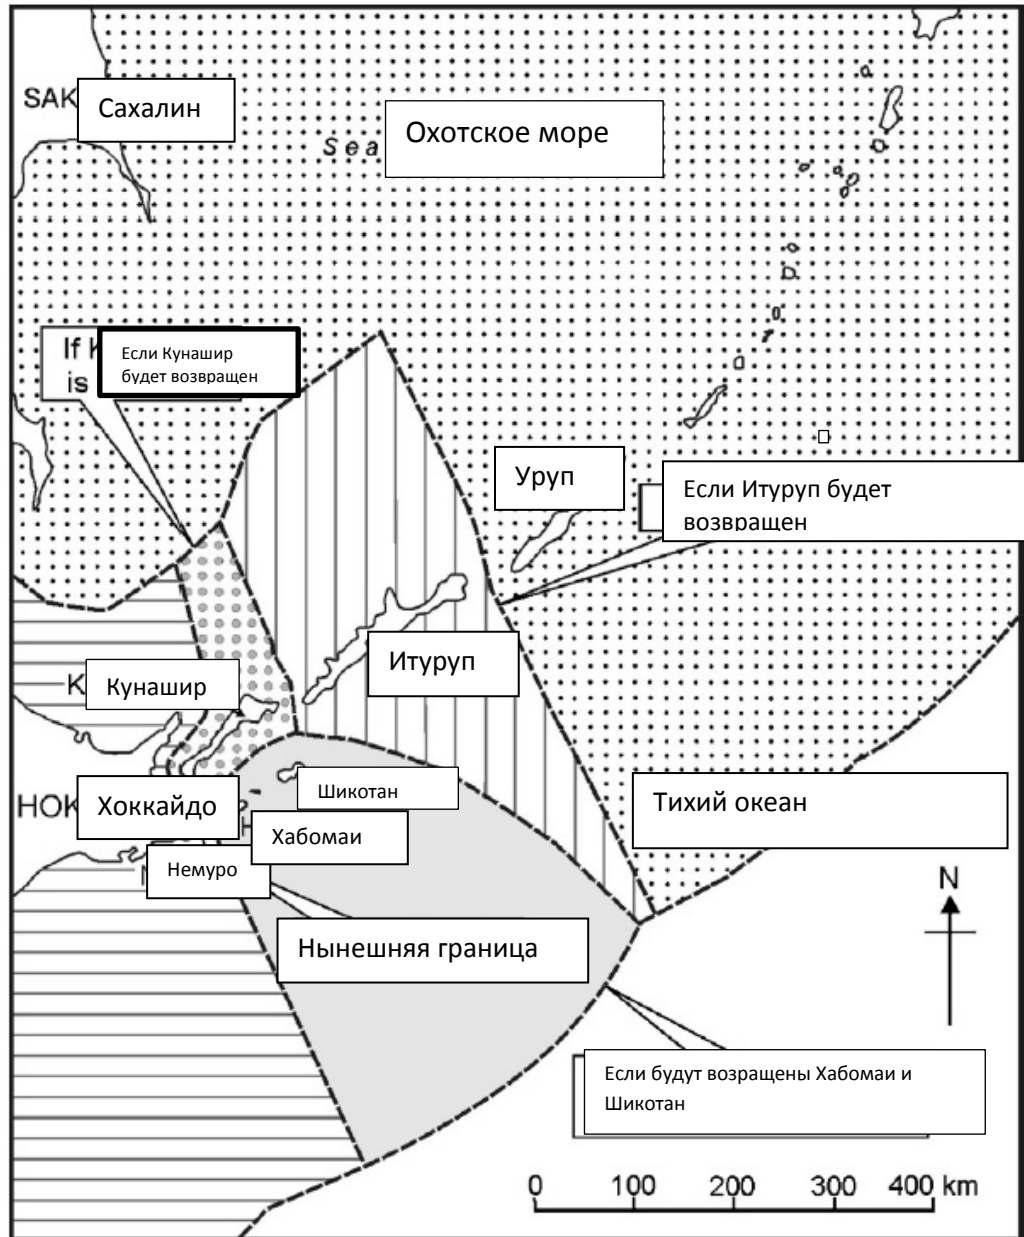 SAK
Сахалин
Sea
Охотское море
If K
is
Если Кунашир
будет возвращен
Уруп
Если Итуруп будет
возвращен
Итуруп
K
Кунашир
Шикотан
HOK
Хоккайдо
H
Хабомаи
Тихий океан
N
Немуро
N
Нынешняя граница
Если будут возращены Хабомаи и
Шикотан
0 100 200 300 400 km